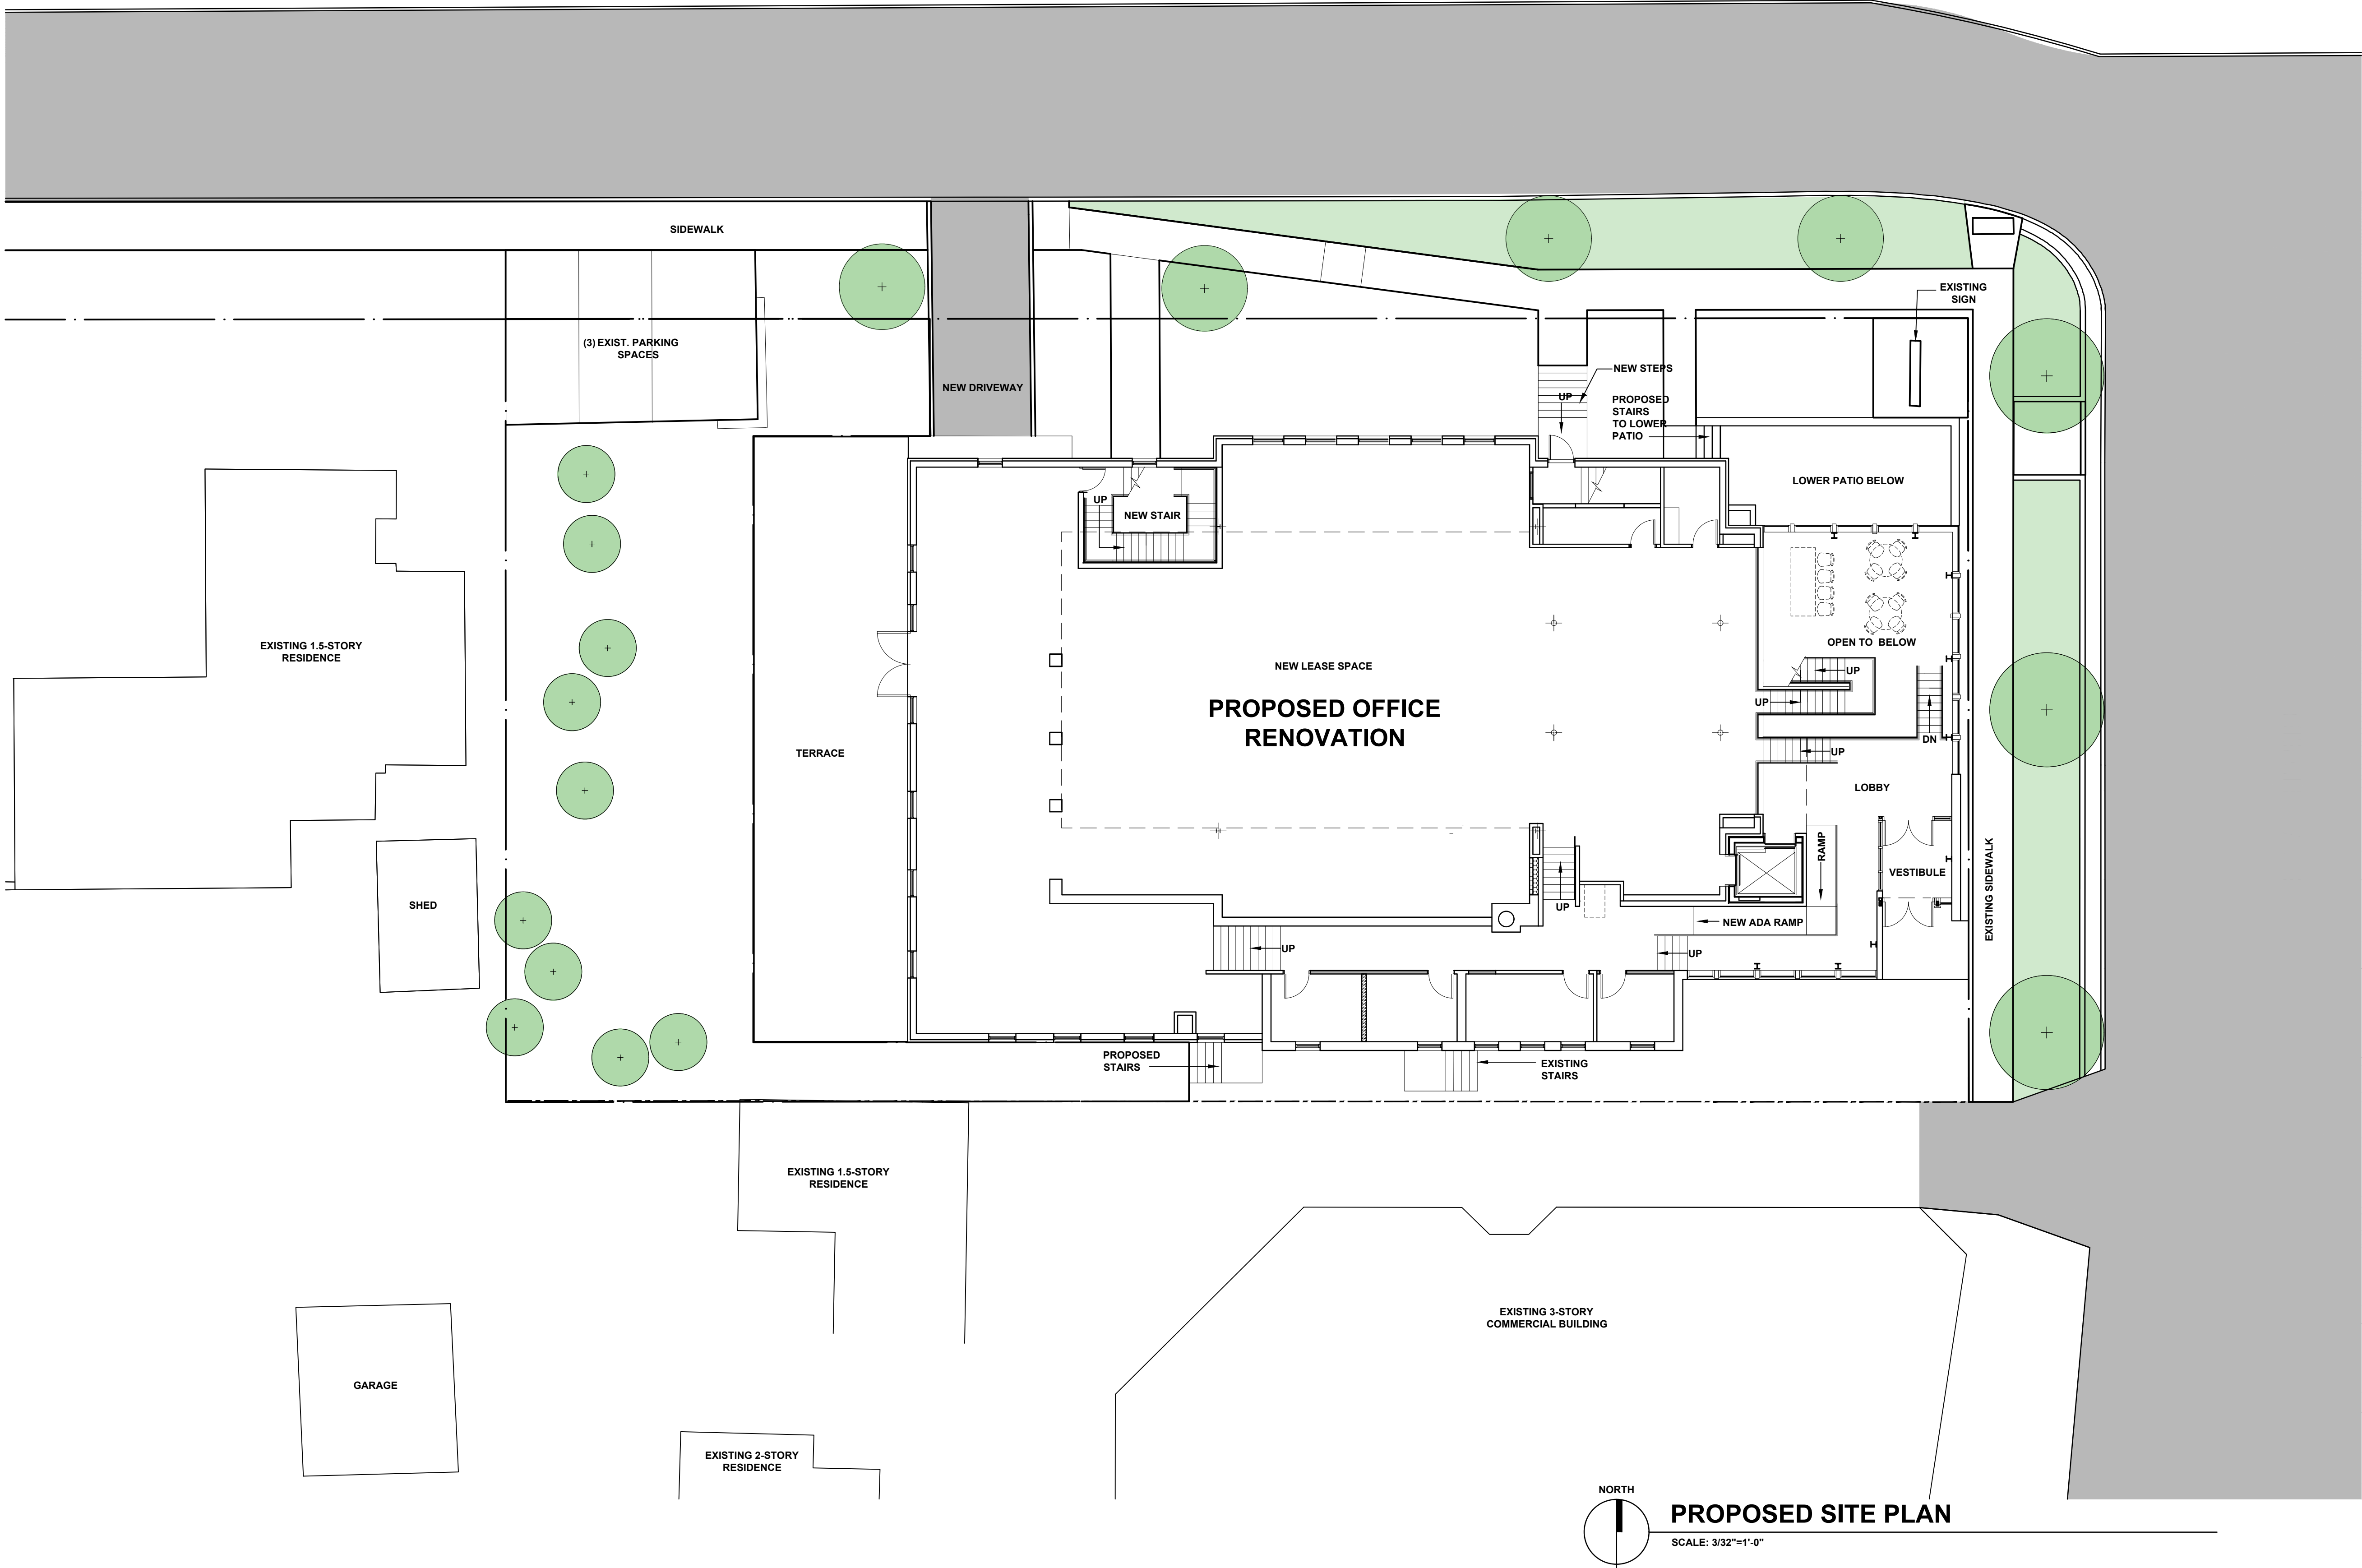 SIDEWALK
EXISTING
SIGN
(3) EXIST. PARKING
SPACES
NEW DRIVEWAY
NEW STEPS
UP
PROPOSED
STAIRS
TO LOWER
PATIO
LOWER PATIO BELOW
UP
NEW STAIR
EXISTING 1.5-STORY
RESIDENCE
OPEN TO BELOW
NEW LEASE SPACE
UP
PROPOSED OFFICE
RENOVATION
UP
DN
TERRACE
UP
LOBBY
RAMP
EXISTING SIDEWALK
VESTIBULE
SHED
UP
NEW ADA RAMP
UP
UP
PROPOSED
STAIRS
EXISTING
STAIRS
EXISTING 1.5-STORY
RESIDENCE
EXISTING 3-STORY
COMMERCIAL BUILDING
GARAGE
EXISTING 2-STORY
RESIDENCE
NORTH
PROPOSED SITE PLAN
SCALE: 3/32"=1'-0"